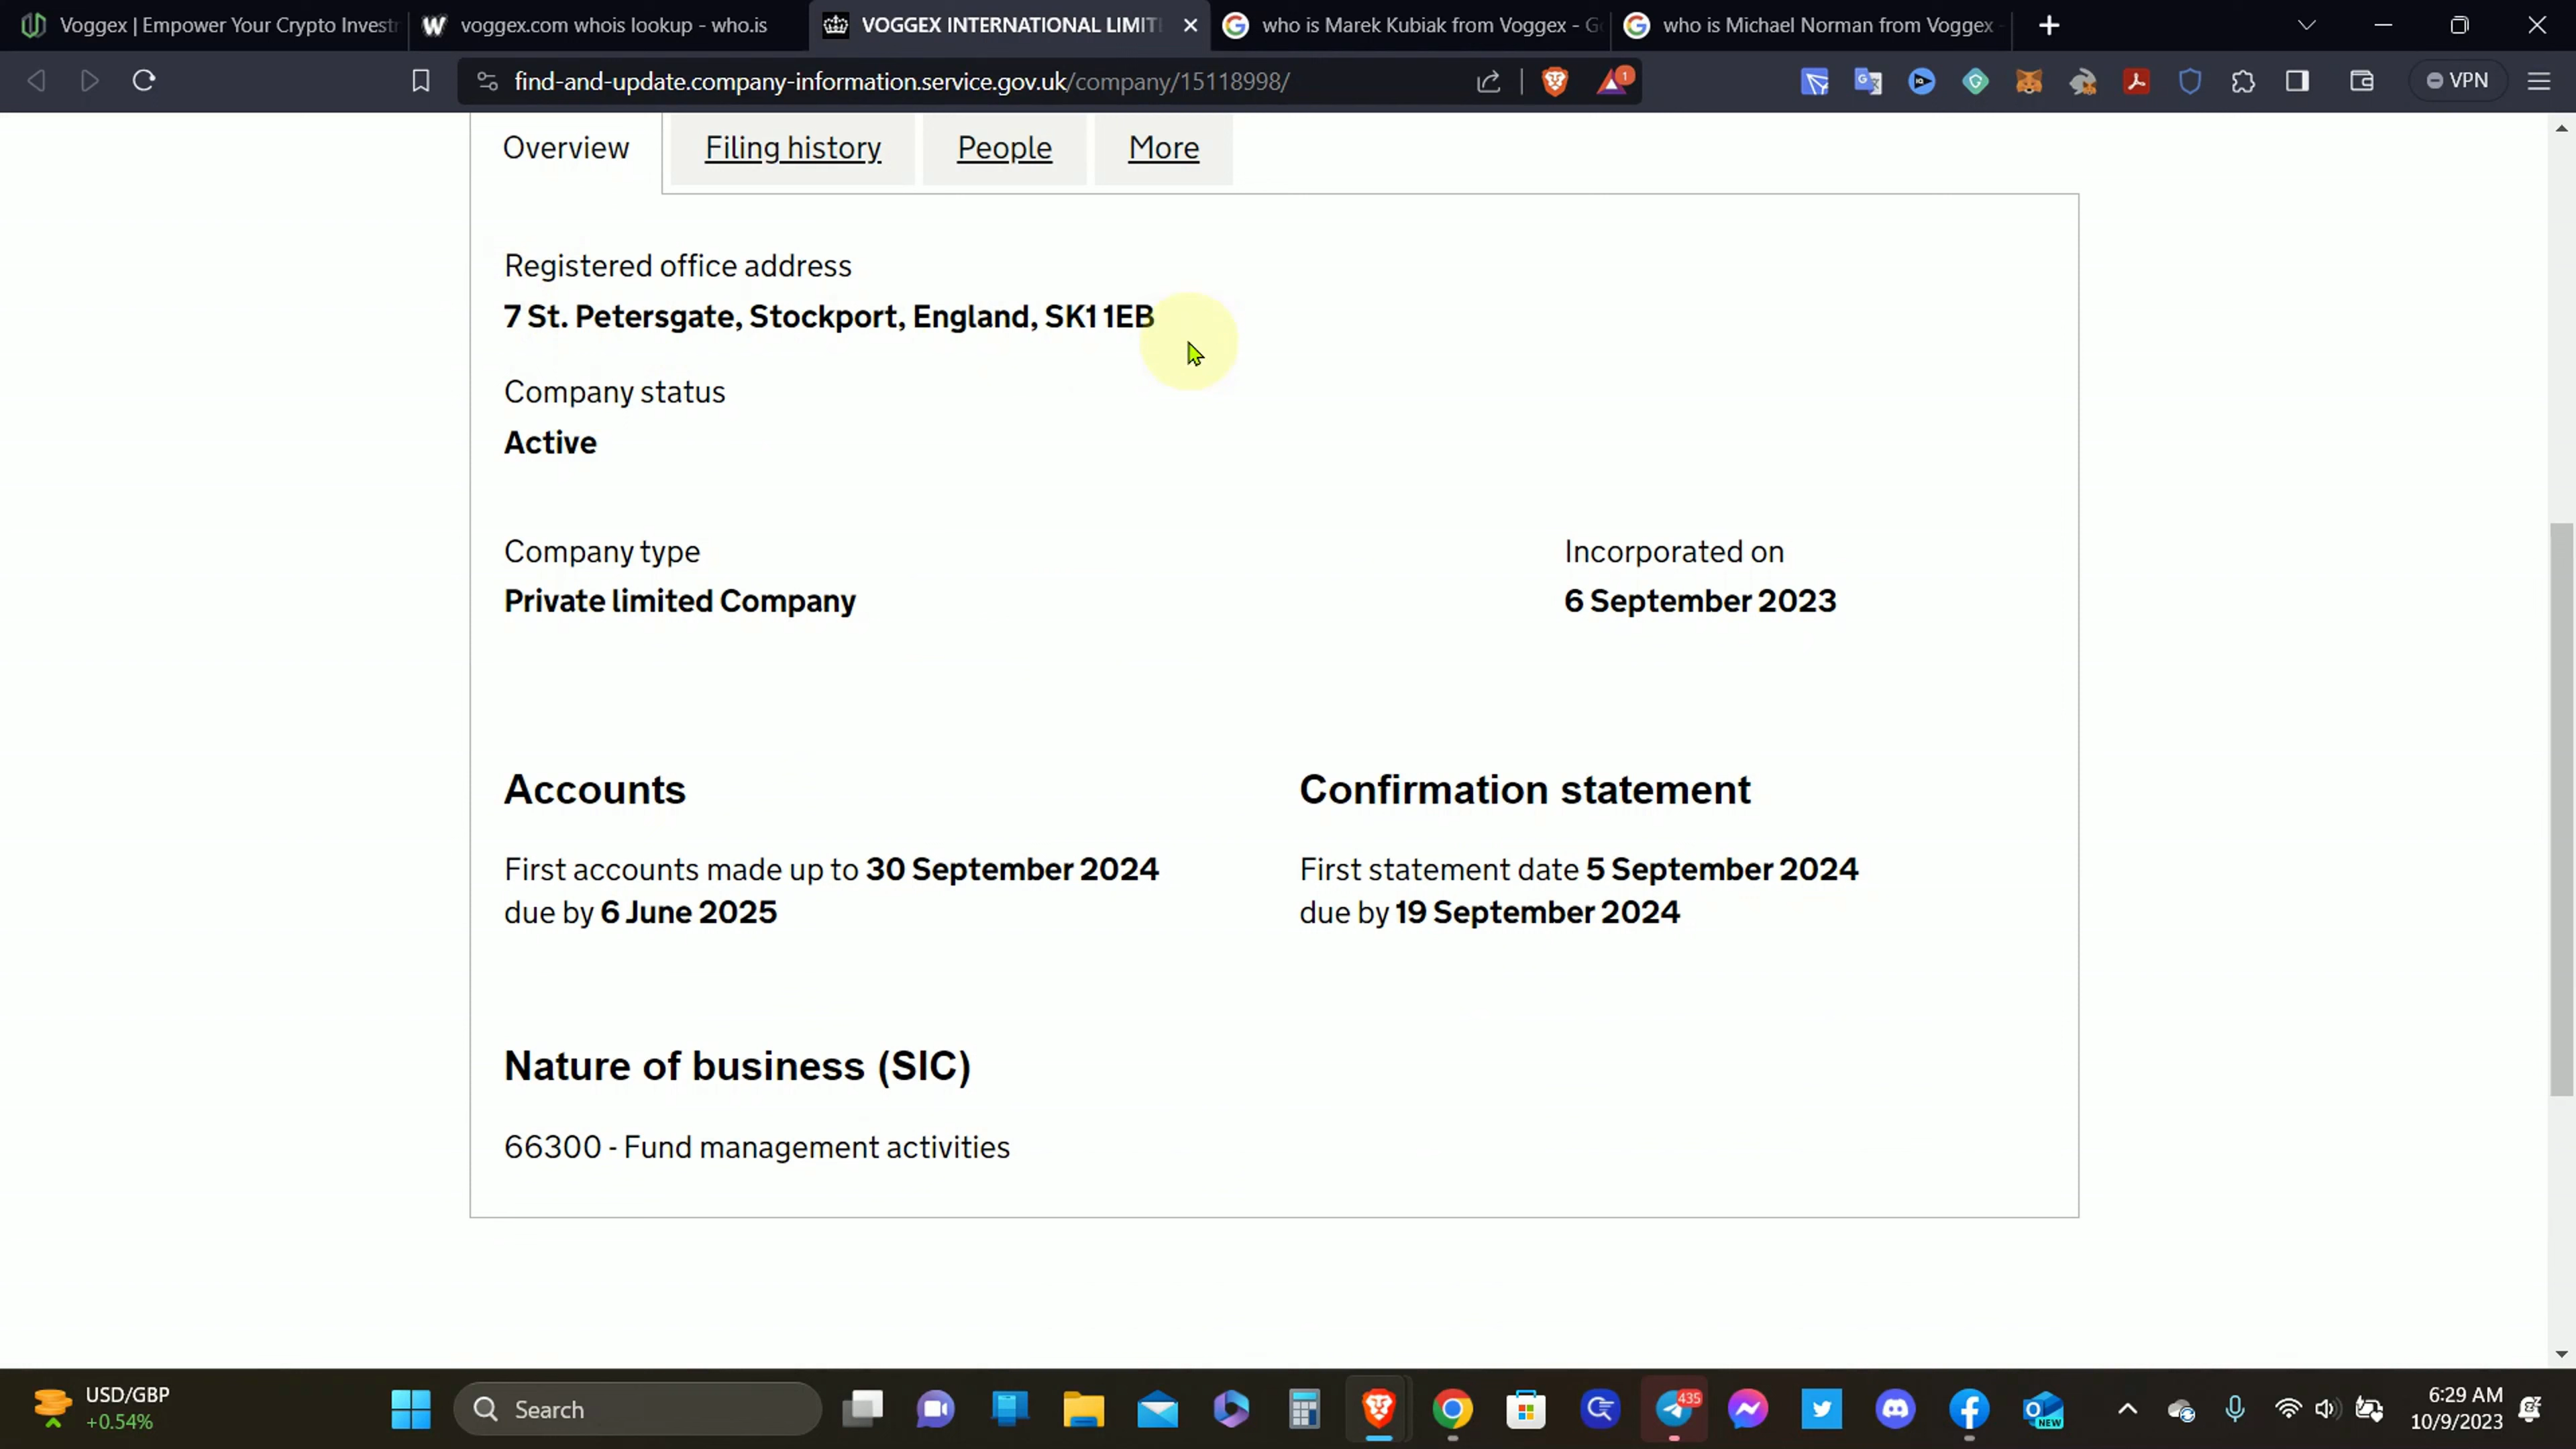 Voggex | Empower Your Crypto Investr
voggex.com whois lookup - who.is
VOGGEX INTERNATIONAL LIMIT
who is Marek Kubiak from Voggex - Go
who is Michael Norman from Voggex -
find-and-update.company-information.service.gov.uk/company/15118998/
1
VPN
Overview
Filing history
People
More
Registered office address
7 St. Petersgate, Stockport, England, SK1 1EB
Company status
Active
Company type
Private limited Company
Incorporated on
6 September 2023
Accounts
First accounts made up to 30 September 2024
due by 6 June 2025
Confirmation statement
First statement date 5 September 2024
due by 19 September 2024
Nature of business (SIC)
66300 - Fund management activities
USD/GBP
+0.54%
Search
435
NEW
6:29 AM
10/9/2023